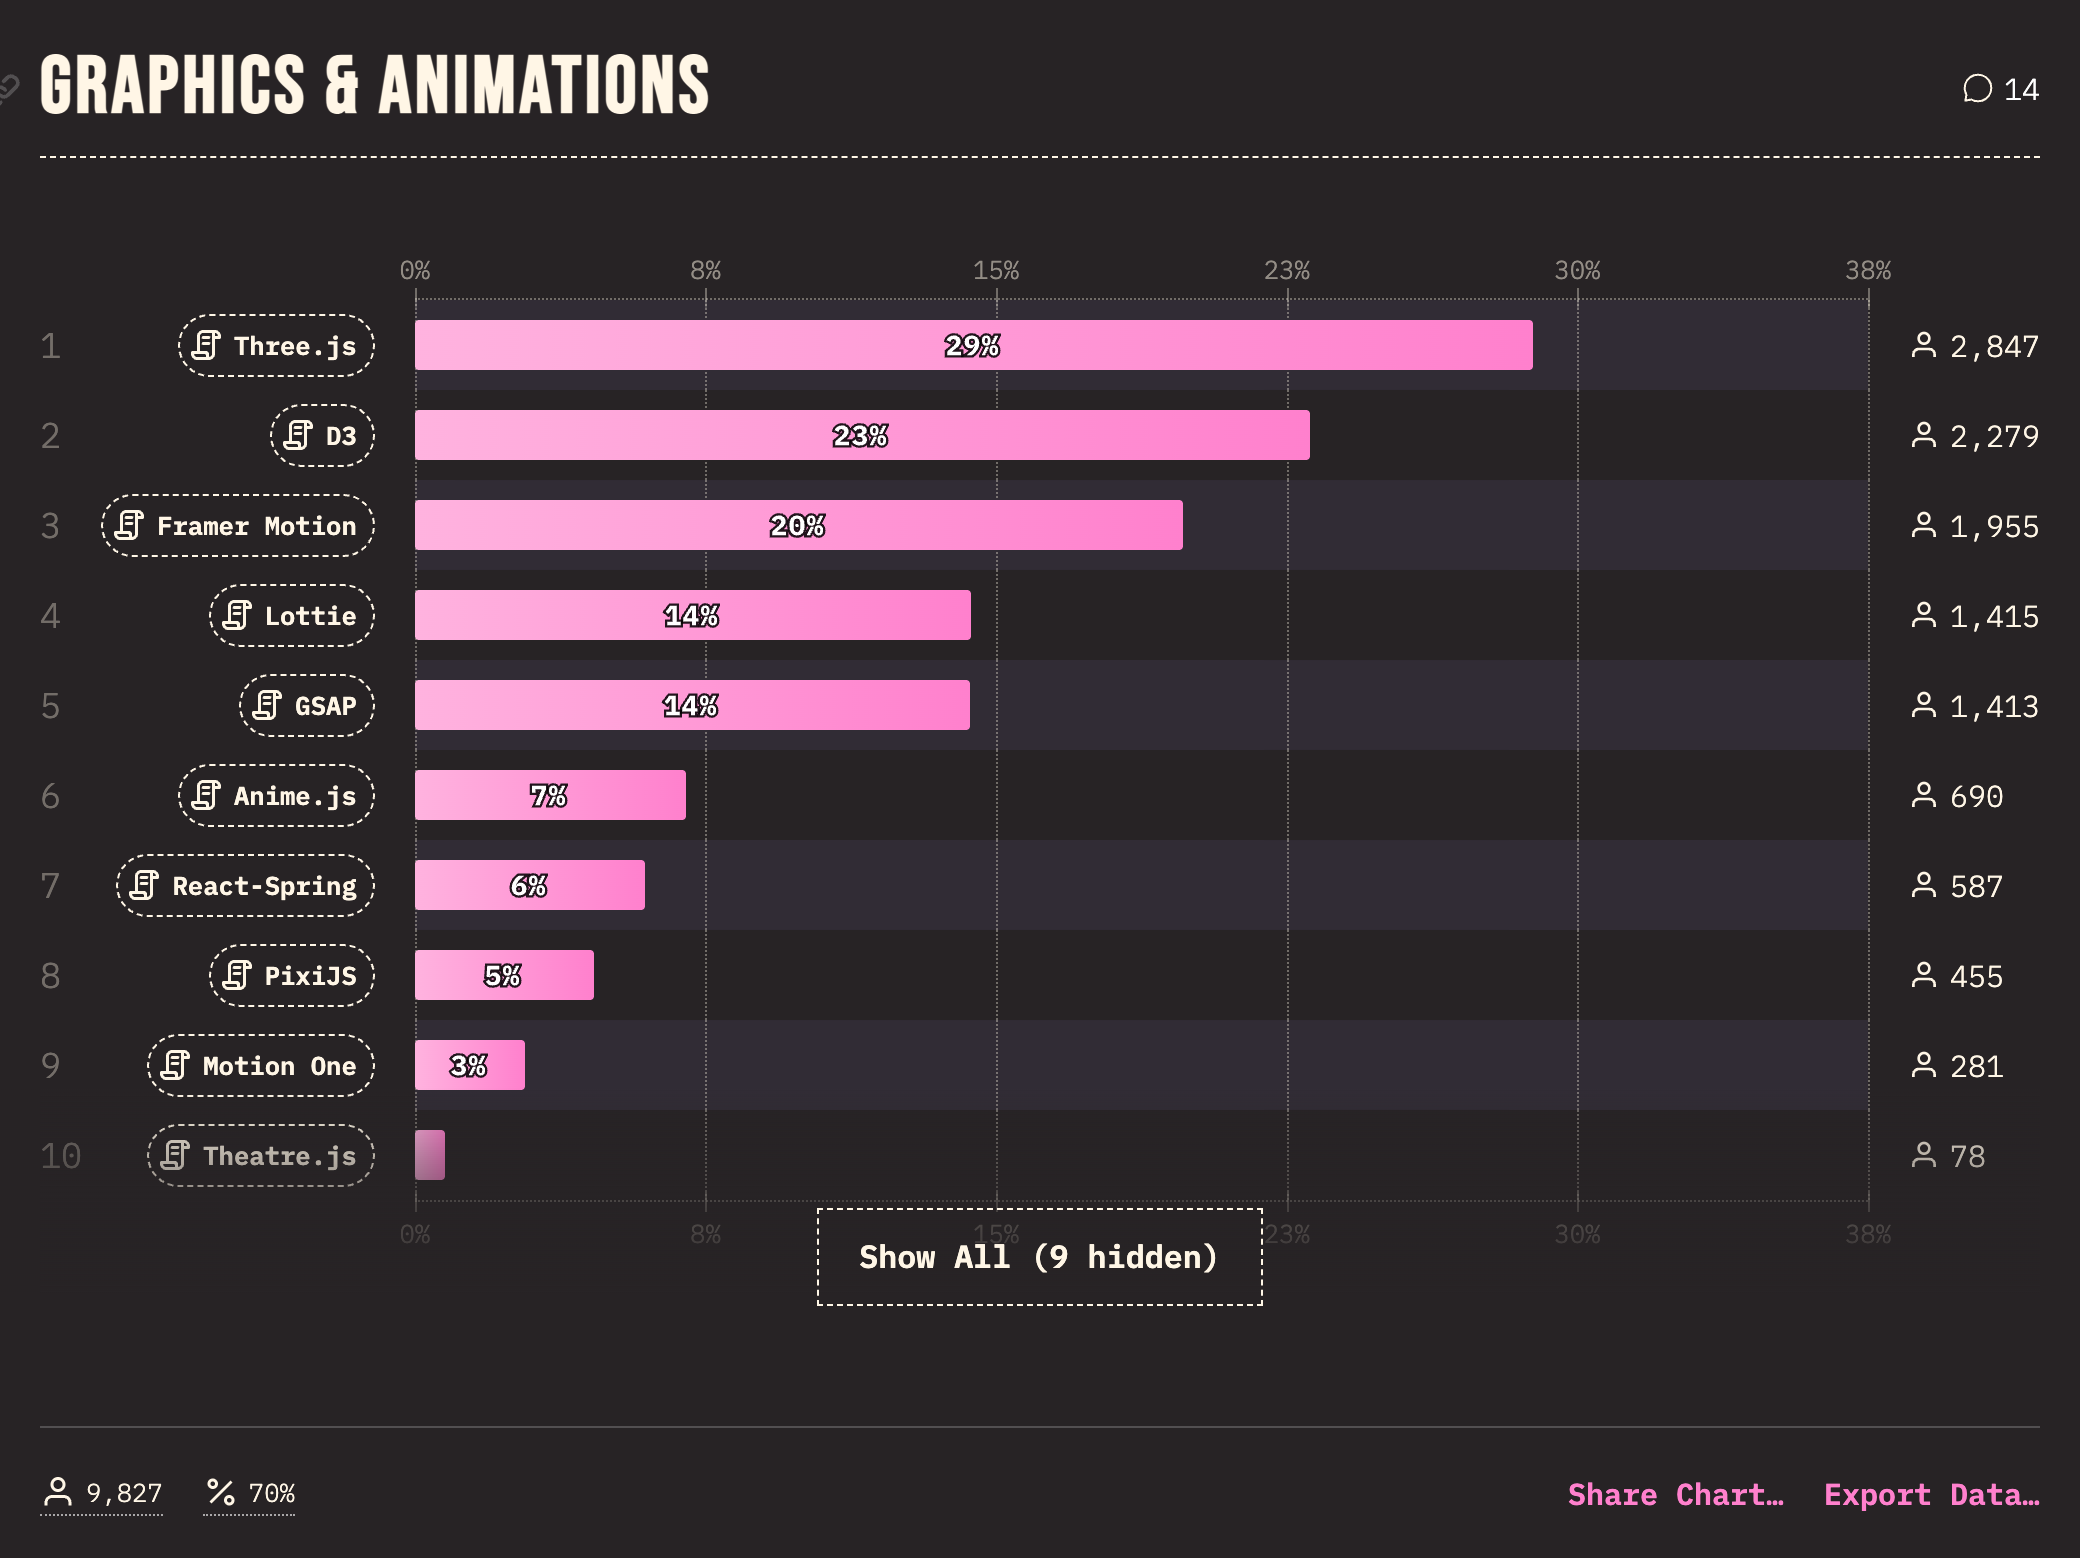 GRAPHICS & ANIMATIONS 14
0% 8% 15% 23% 30% 38%
1 Three.js 29% 2,847
2 D3 23% 2,279
3 Framer Motion 20% 1,955
4 Lottie 14% 1,415
5 GSAP 14% 1,413
6 Anime.js 7% 690
7 React-Spring 6% 587
8 PixiJS 5% 455
9 Motion One 3% 281
10 Theatre.js 78
0% 8% 15% 23% 30% 38%
Show All (9 hidden)
9,827 % 70% Share Chart… Export Data…